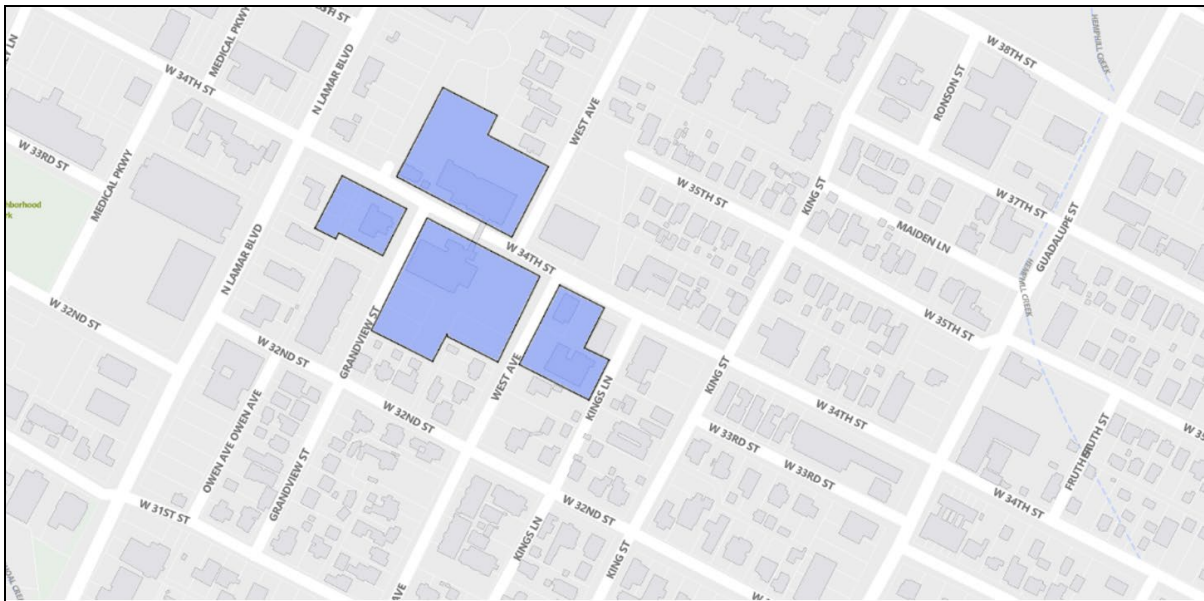 W 38TH ST
HEMPHILL CREEK
MEDICAL PKWY
N LAMAR BLVD
W 34TH ST
WEST AVE
RONSON ST
W 33RD ST
W 35TH ST
KING ST
W 37TH ST
MEDICAL PKWY
MAIDEN LN
GUADALUPE ST
N LAMAR BLVD
W 34TH ST
W 32ND ST
GRANDVIEW ST
W 35TH ST
W 32ND ST
WEST AVE
KINGS LN
KING ST
W 32ND ST
W 34TH ST
OWEN AVE
OWEN AVE
W 33RD ST
W 33RD ST
GRANDVIEW ST
W 34TH ST
W 31ST ST
W 32ND ST
KINGS LN
KING ST
AVE